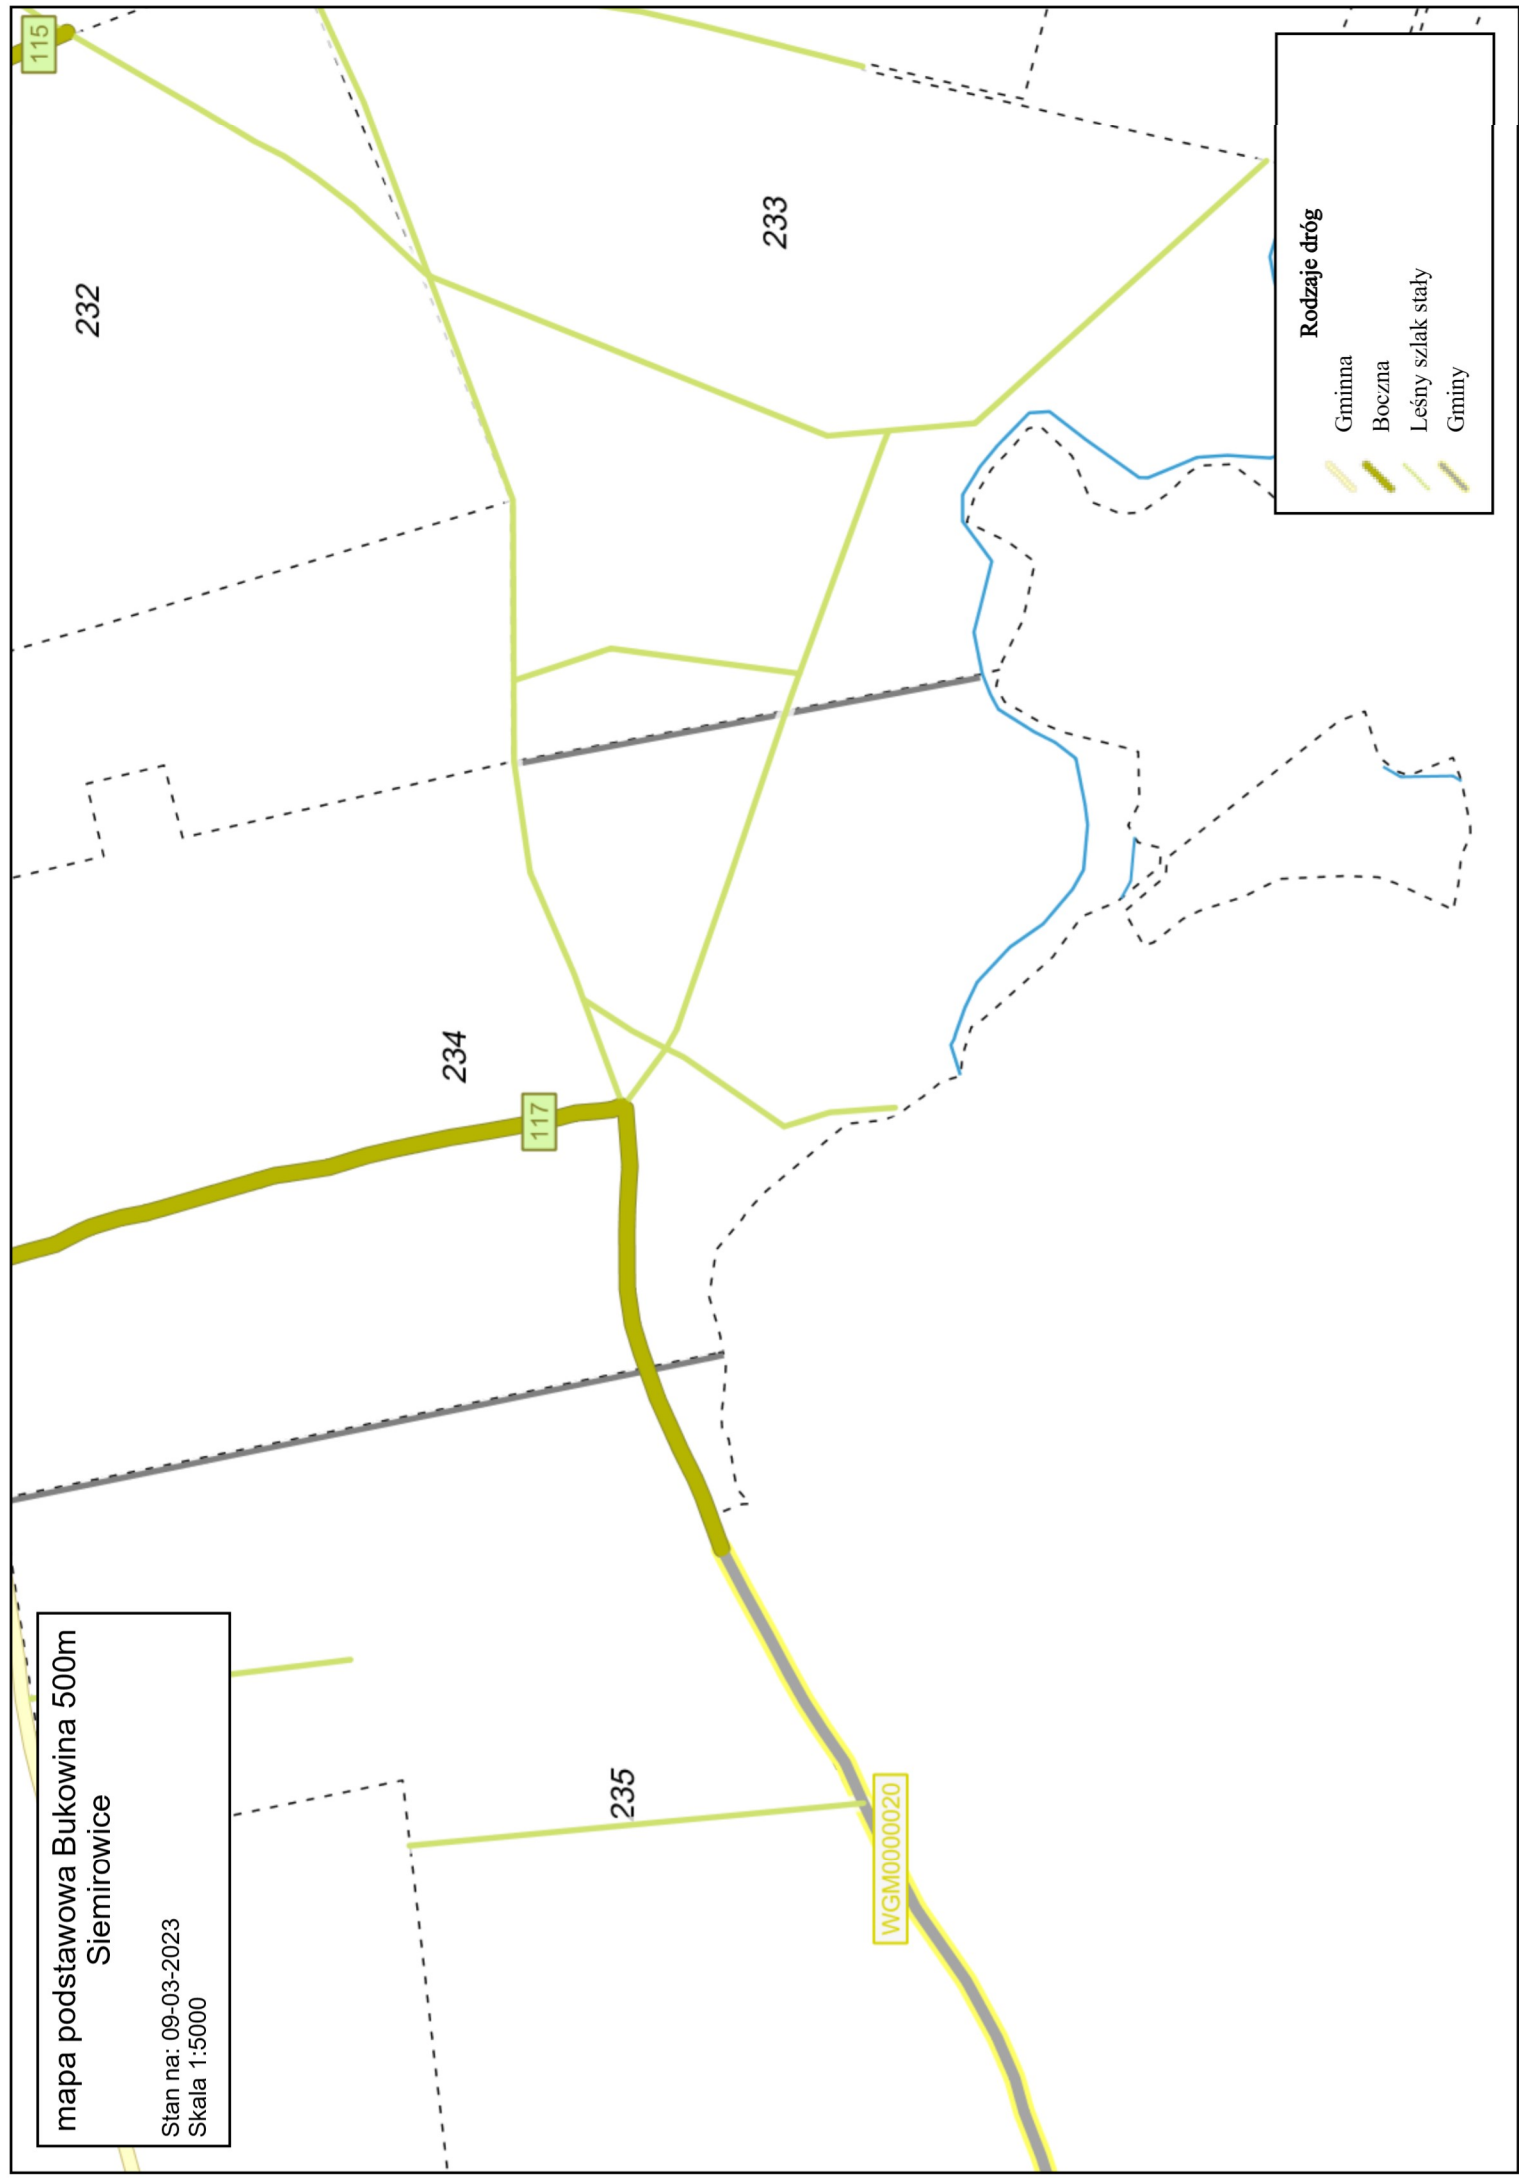 mapa podstawowa Bukowina 500m
Siemirowice
Stan na: 09-03-2023
Skala 1:5000
115
232
233
234
117
235
WGM0000020
Rodzaje dróg
Gminna
Boczna
Leśny szlak stały
Gminy